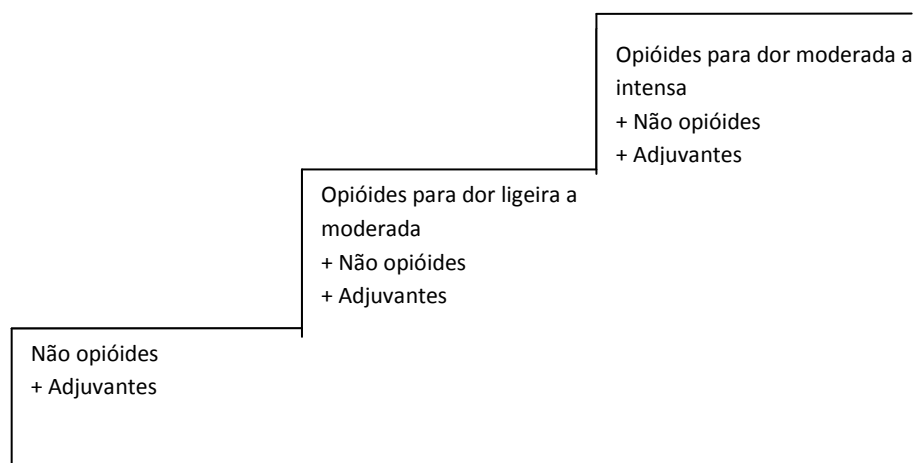 Opióides para dor moderada a
intensa
+ Não opióides
+ Adjuvantes
Opióides para dor ligeira a
moderada
+ Não opióides
+ Adjuvantes
Não opióides
+ Adjuvantes